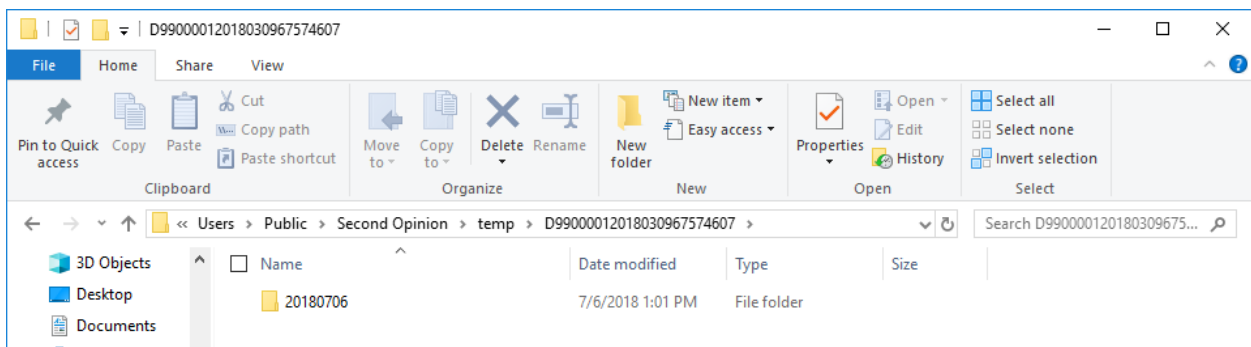 D99000012018030967574607
File Home Share View
Pin to Quick access
Copy
Paste
Cut
Copy path
Paste shortcut
Clipboard
Move to
Copy to
Delete
Rename
Organize
New folder
New item
Easy access
New
Properties
Open
Edit
History
Open
Select all
Select none
Invert selection
Select
« Users > Public > Second Opinion > temp > D99000012018030967574607 >
Search D990000120180309675...
3D Objects
Desktop
Documents
Name Date modified Type Size
20180706 7/6/2018 1:01 PM File folder